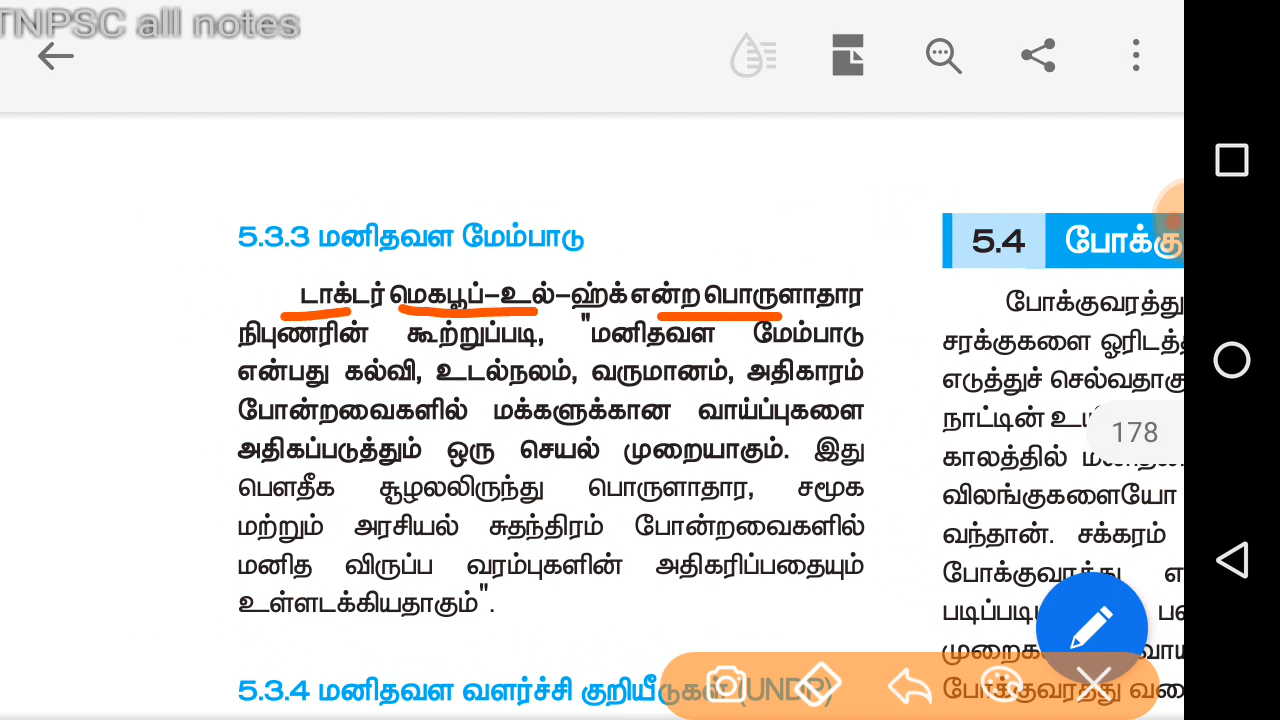 TNPSC all notes
5.3.3 மனிதவள மேம்பாடு
டாக்டர் மெகபூப்–உல்–ஹக் என்ற பொருளாதார
நிபுணரின் கூற்றுப்படி, "மனிதவள மேம்பாடு
என்பது கல்வி, உடல்நலம், வருமானம், அதிகாரம்
போன்றவைகளில் மக்களுக்கான வாய்ப்புகளை
அதிகப்படுத்தும் ஒரு செயல் முறையாகும். இது
பௌதீக சூழலலிருந்து பொருளாதார, சமூக
மற்றும் அரசியல் சுதந்திரம் போன்றவைகளில்
மனித விருப்ப வரம்புகளின் அதிகரிப்பதையும்
உள்ளடக்கியதாகும்".
5.3.4 மனிதவள வளர்ச்சி குறியீடுகள் (UNDP)
5.4 போக்கு
போக்குவரத்து
சரக்குகளை ஓரிடத்
எடுத்துச் செல்வதாகு
நாட்டின் உயி
காலத்தில்
விலங்குகளையோ
வந்தான். சக்கரம்
போக்குவரத்து
படிப்படி
போக்குவரத்து வகை
178